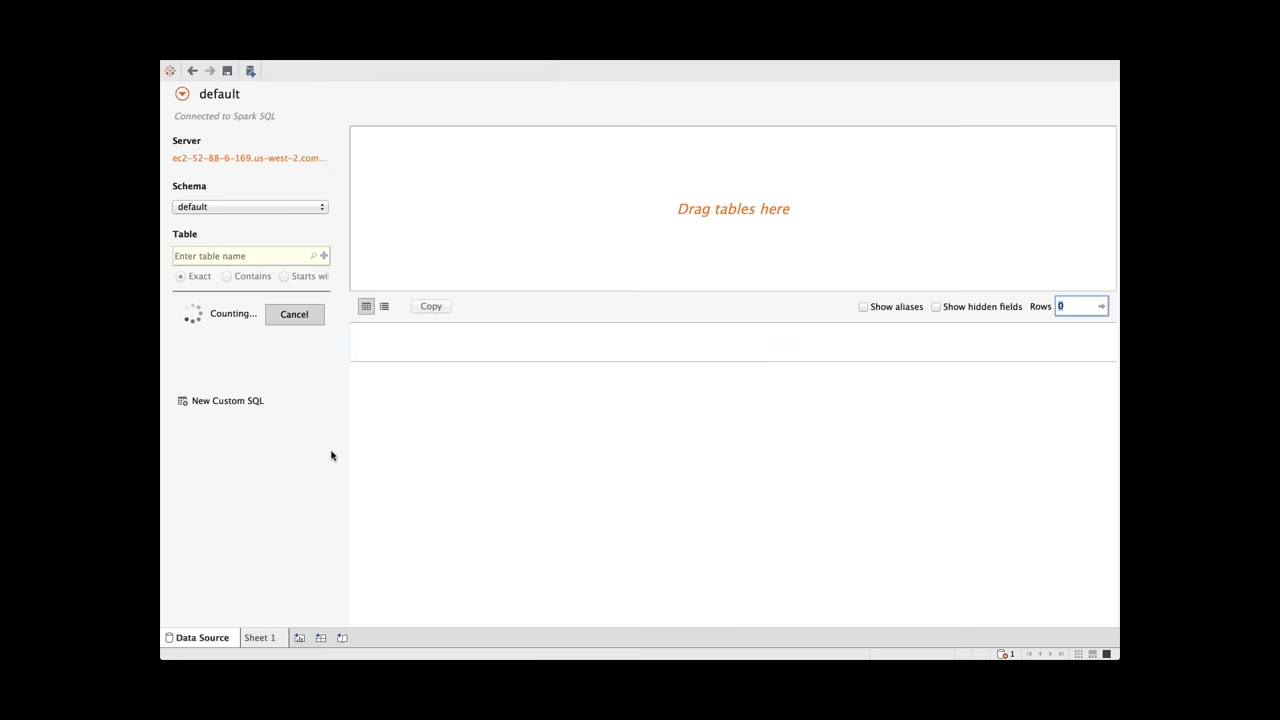 default
Connected to Spark SQL
Server
ec2-52-88-6-169.us-west-2.com...
Schema
default
Table
Enter table name
Exact Contains Starts wi
Counting... Cancel
New Custom SQL
Drag tables here
Copy Show aliases Show hidden fields Rows 0
Data Source Sheet 1
1